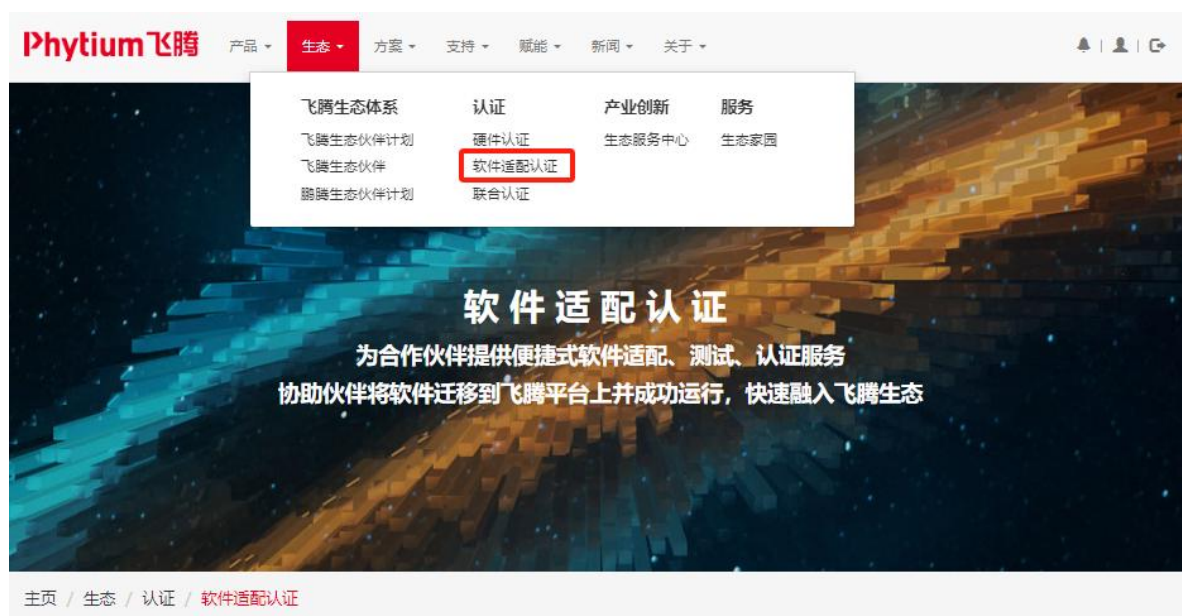 Phytium飞腾 产品 生态 方案 支持 赋能 新闻 关于
飞腾生态体系 认证 产业创新 服务
飞腾生态伙伴计划 硬件认证 生态服务中心 生态家园
飞腾生态伙伴 软件适配认证
鹏腾生态伙伴计划 联合认证
软件适配认证
为合作伙伴提供便捷式软件适配、测试、认证服务
协助伙伴将软件迁移到飞腾平台上并成功运行，快速融入飞腾生态
主页 / 生态 / 认证 / 软件适配认证